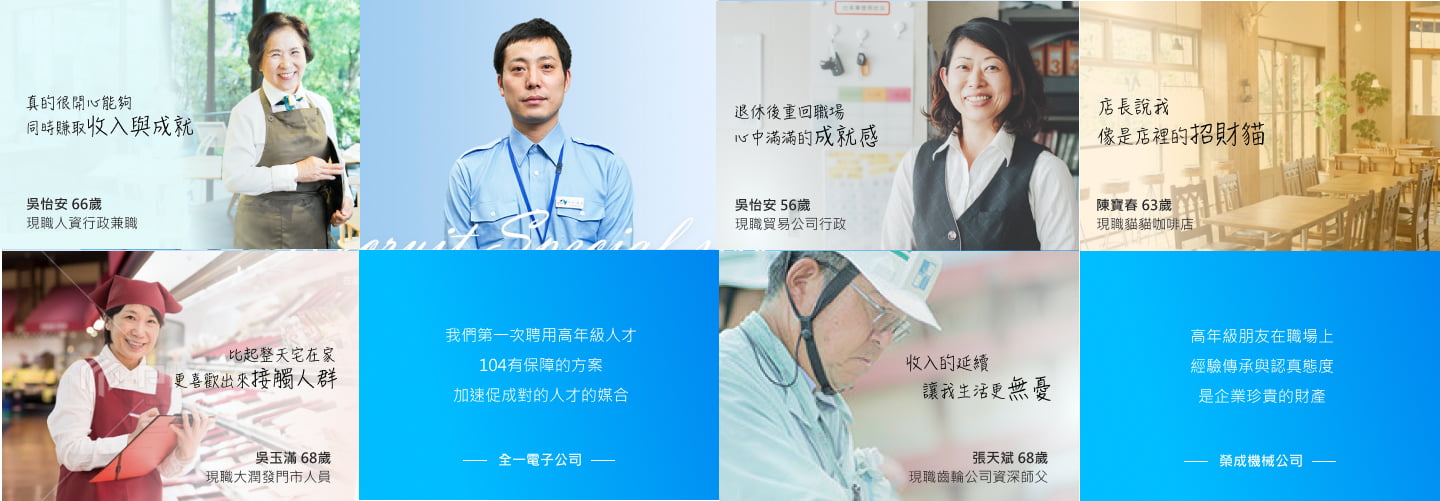 真的很開心能夠
同時賺取收入與成就
吳怡安 66歲
現職人資行政兼職
退休後重回職場
心中滿滿的成就感
吳怡安 56歲
現職貿易公司行政
店長說我
像是店裡的招財貓
陳寶春 63歲
現職貓貓咖啡店
比起整天宅在家
更喜歡出來接觸人群
吳玉滿 68歲
現職大潤發門市人員
我們第一次聘用高年級人才
104有保障的方案
加速促成對的人才的媒合
全一電子公司
收入的延續
讓我生活更無憂
張天斌 68歲
現職齒輪公司資深師父
高年級朋友在職場上
經驗傳承與認真態度
是企業珍貴的財產
榮成機械公司